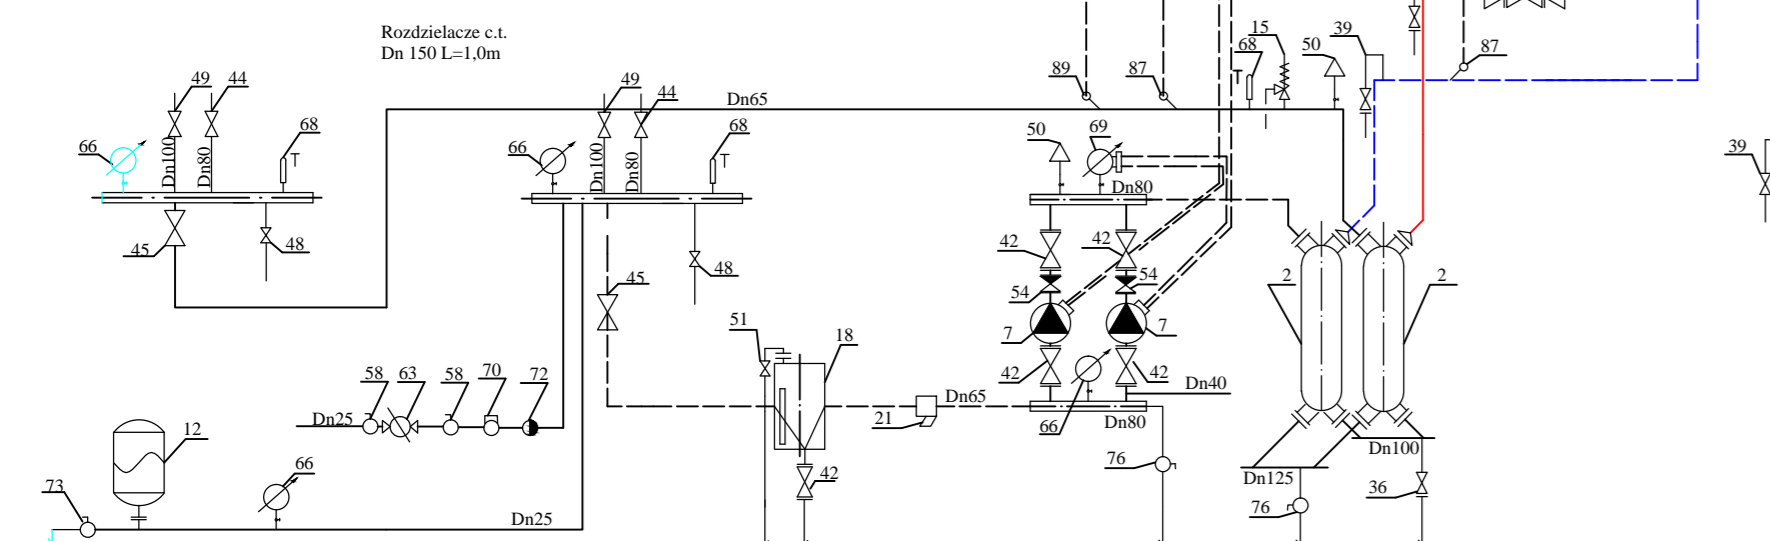 Rozdzielacze c.t.
Dn 150 L=1,0m
15
39
50
68
T
87
89
87
49
44
49
44
Dn65
66
Dn100
Dn80
68
T
66
Dn100
Dn80
68
T
50
69
Dn80
39
45
48
48
42
42
45
54
54
2
2
51
18
7
7
58
63
58
70
72
42
42
Dn40
Dn25
21
Dn65
66
Dn80
12
66
42
76
Dn100
Dn125
36
73
Dn25
76